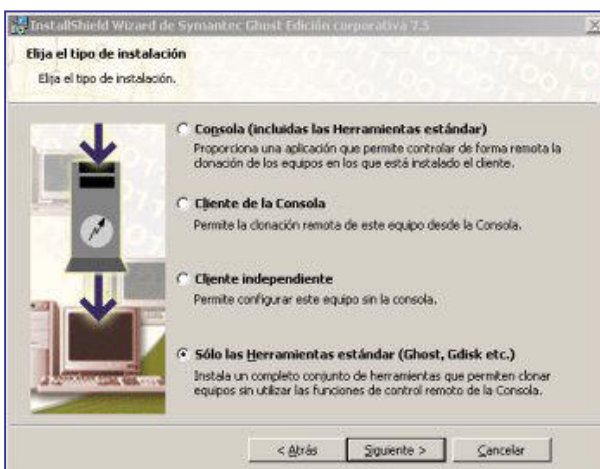 InstallShield Wizard de Symantec Ghost Edición corporativa 7.5
Elija el tipo de instalación
Elija el tipo de instalación.
Consola (incluidas las Herramientas estándar)
Proporciona una aplicación que permite controlar de forma remota la
clonación de los equipos en los que está instalado el cliente.
Cliente de la Consola
Permite la clonación remota de este equipo desde la Consola.
Cliente independiente
Permite configurar este equipo sin la consola.
Sólo las Herramientas estándar (Ghost, Gdisk etc.)
Instala un completo conjunto de herramientas que permiten clonar
equipos sin utilizar las funciones de control remoto de la Consola.
< Atrás Siguiente > Cancelar